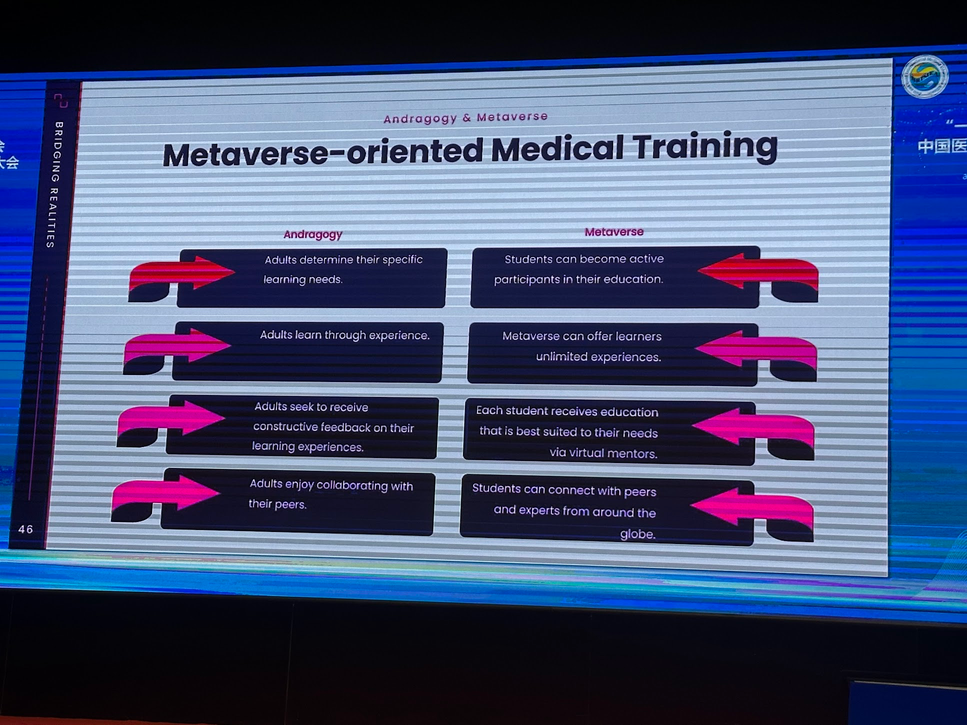 会
大会
"一
中国医
BRIDGING REALITIES
Andragogy & Metaverse
Metaverse-oriented Medical Training
Andragogy
Metaverse
Adults determine their specific
learning needs.
Students can become active
participants in their education.
Adults learn through experience.
Metaverse can offer learners
unlimited experiences.
Adults seek to receive
constructive feedback on their
learning experiences.
Each student receives education
that is best suited to their needs
via virtual mentors.
Adults enjoy collaborating with
their peers.
Students can connect with peers
and experts from around the
globe.
46